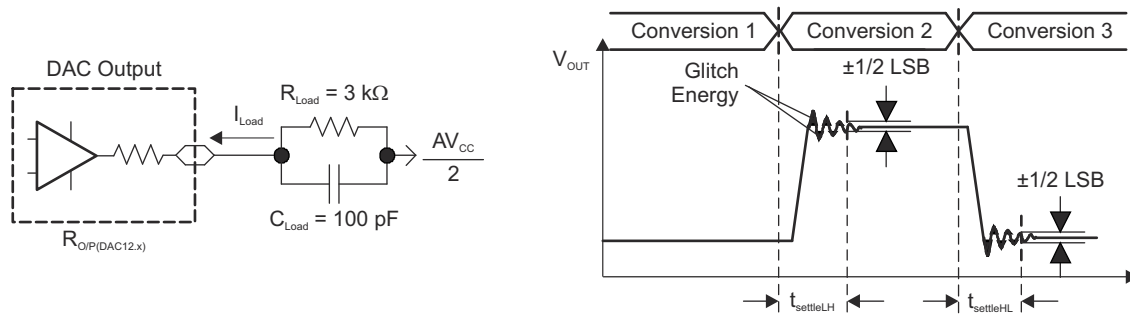 DAC Output
I_Load
R_Load = 3 kΩ
AV_CC
2
C_Load = 100 pF
R_O/P(DAC12.x)
Conversion 1
Conversion 2
Conversion 3
V_OUT
Glitch
Energy
±1/2 LSB
±1/2 LSB
t_settleLH
t_settleHL